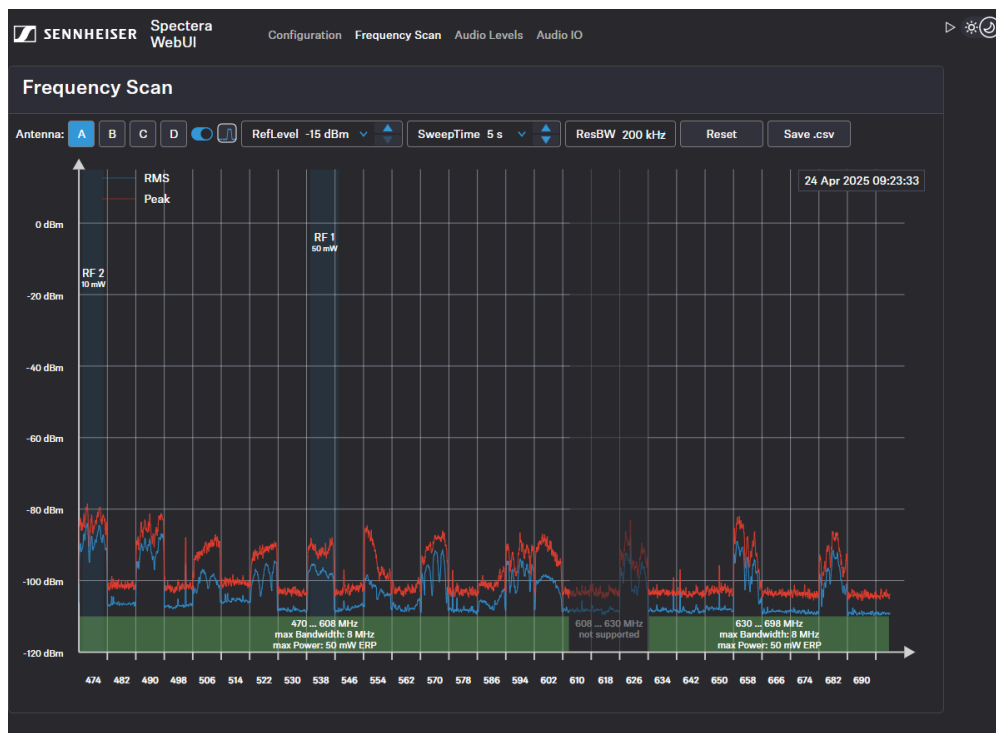 SENNHEISER Spectera WebUI Configuration Frequency Scan Audio Levels Audio IO
Frequency Scan
Antenna: A B C D RefLevel -15 dBm SweepTime 5 s ResBW 200 kHz Reset Save .csv
RMS
Peak
24 Apr 2025 09:23:33
0 dBm
RF 1
50 mW
RF 2
10 mW
-20 dBm
-40 dBm
-60 dBm
-80 dBm
-100 dBm
-120 dBm
470 ... 608 MHz
max Bandwidth: 8 MHz
max Power: 50 mW ERP
608 ... 630 MHz
not supported
630 ... 698 MHz
max Bandwidth: 8 MHz
max Power: 50 mW ERP
474 482 490 498 506 514 522 530 538 546 554 562 570 578 586 594 602 610 618 626 634 642 650 658 666 674 682 690